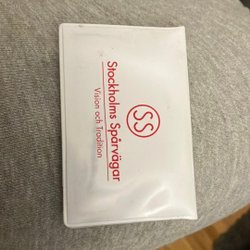 SS
Stockholms Spårvägar
Vision och Tradition